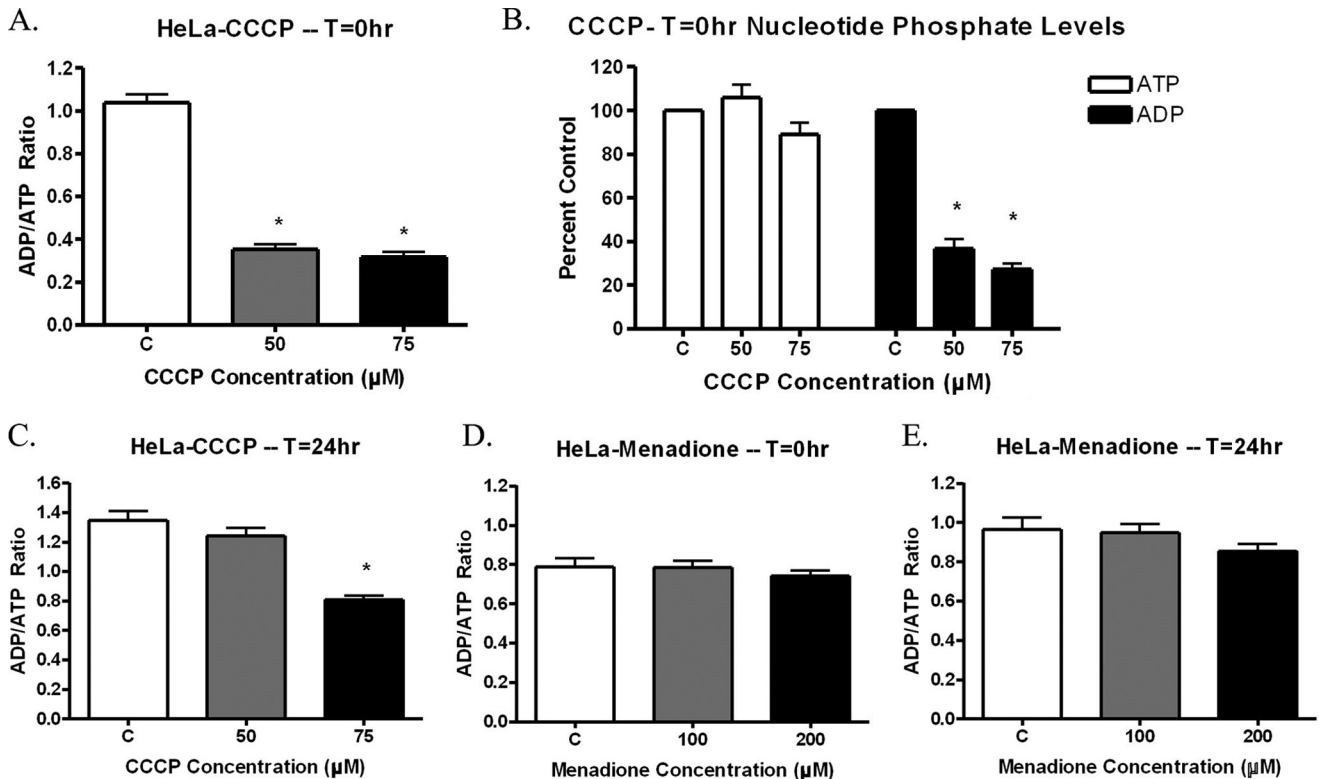 A.
HeLa-CCCP -- T=0hr
ADP/ATP Ratio
1.2
1.0
0.8
0.6
0.4
0.2
0.0
*
*
C 50 75
CCCP Concentration (µM)
B.
CCCP- T=0hr Nucleotide Phosphate Levels
Percent Control
120
100
80
60
40
20
0
*
*
C 50 75 C 50 75
CCCP Concentration (µM)
ATP
ADP
C.
HeLa-CCCP -- T=24hr
ADP/ATP Ratio
1.6
1.4
1.2
1.0
0.8
0.6
0.4
0.2
0.0
*
C 50 75
CCCP Concentration (µM)
D.
HeLa-Menadione -- T=0hr
ADP/ATP Ratio
1.2
1.0
0.8
0.6
0.4
0.2
0.0
C 100 200
Menadione Concentration (µM)
E.
HeLa-Menadione -- T=24hr
ADP/ATP Ratio
1.2
1.0
0.8
0.6
0.4
0.2
0.0
C 100 200
Menadione Concentration (µM)